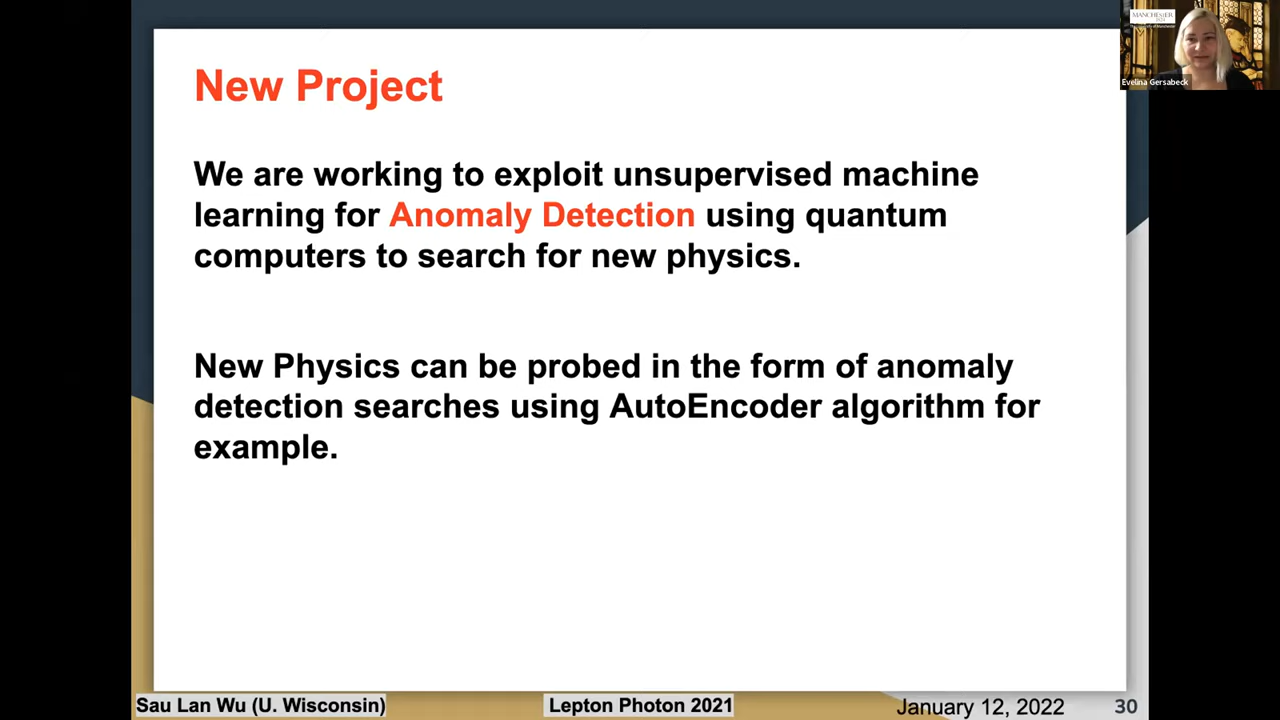 New Project
We are working to exploit unsupervised machine
learning for Anomaly Detection using quantum
computers to search for new physics.
New Physics can be probed in the form of anomaly
detection searches using AutoEncoder algorithm for
example.
Sau Lan Wu (U. Wisconsin)
Lepton Photon 2021
January 12, 2022
30
MANCHESTER
1824
Evelina Gersabeck